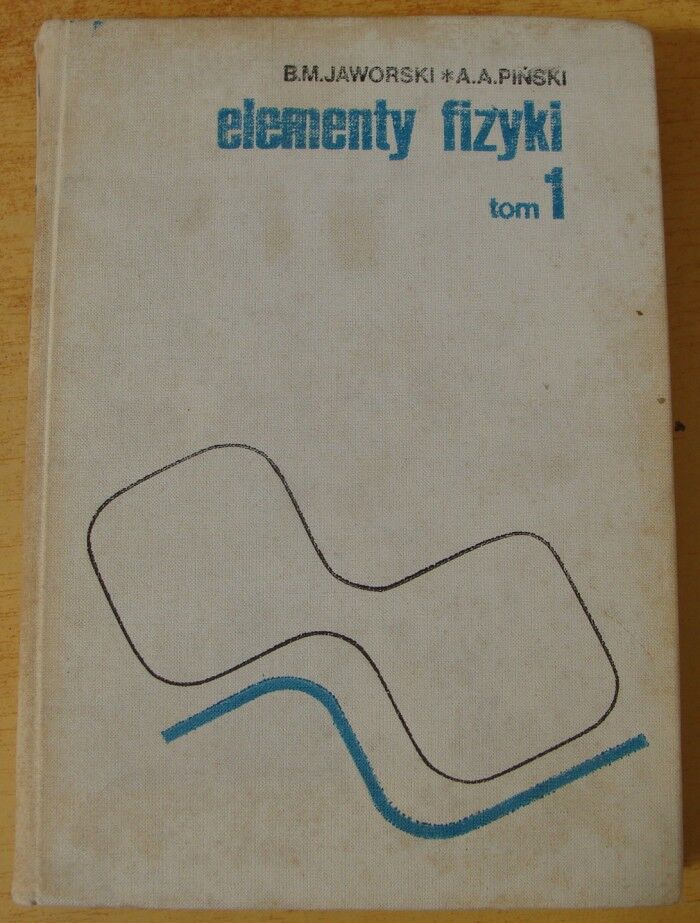 B.M.JAWORSKI *A.A.PIŃSKI
elementy fizyki
tom 1